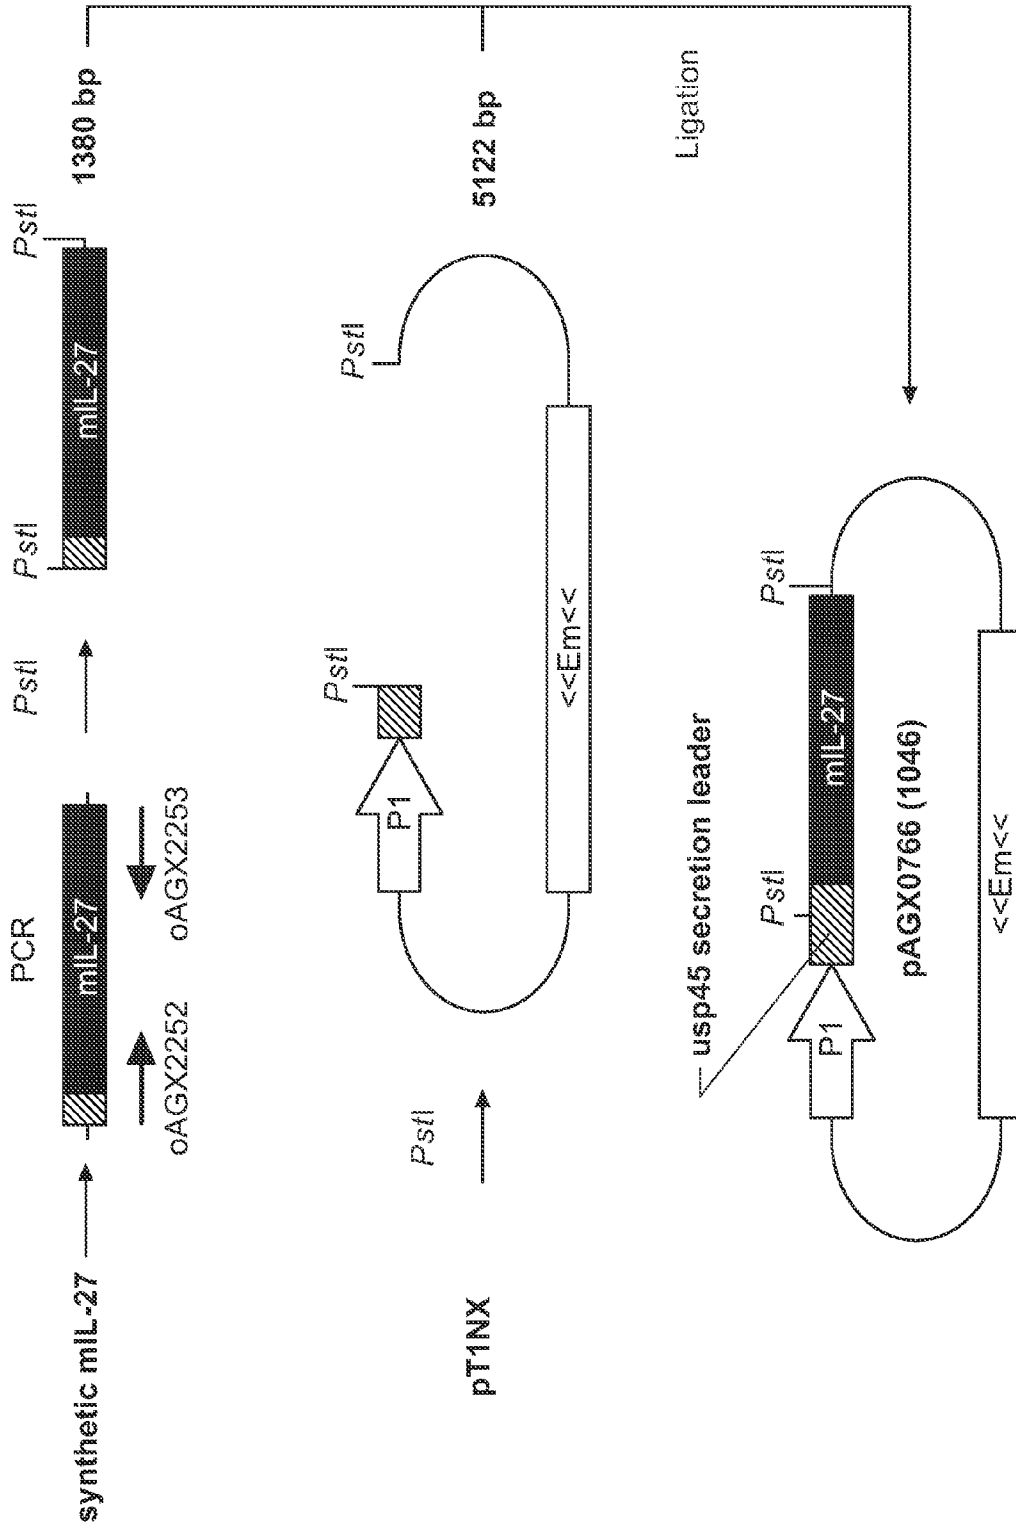 synthetic mIL-27
PCR
mIL-27
oAGX2252
oAGX2253
PstI
PstI
PstI
mIL-27
1380 bp
pT1NX
PstI
P1
PstI
PstI
<<Em<<
5122 bp
Ligation
usp45 secretion leader
P1
PstI
PstI
mIL-27
pAGX0766 (1046)
<<Em<<